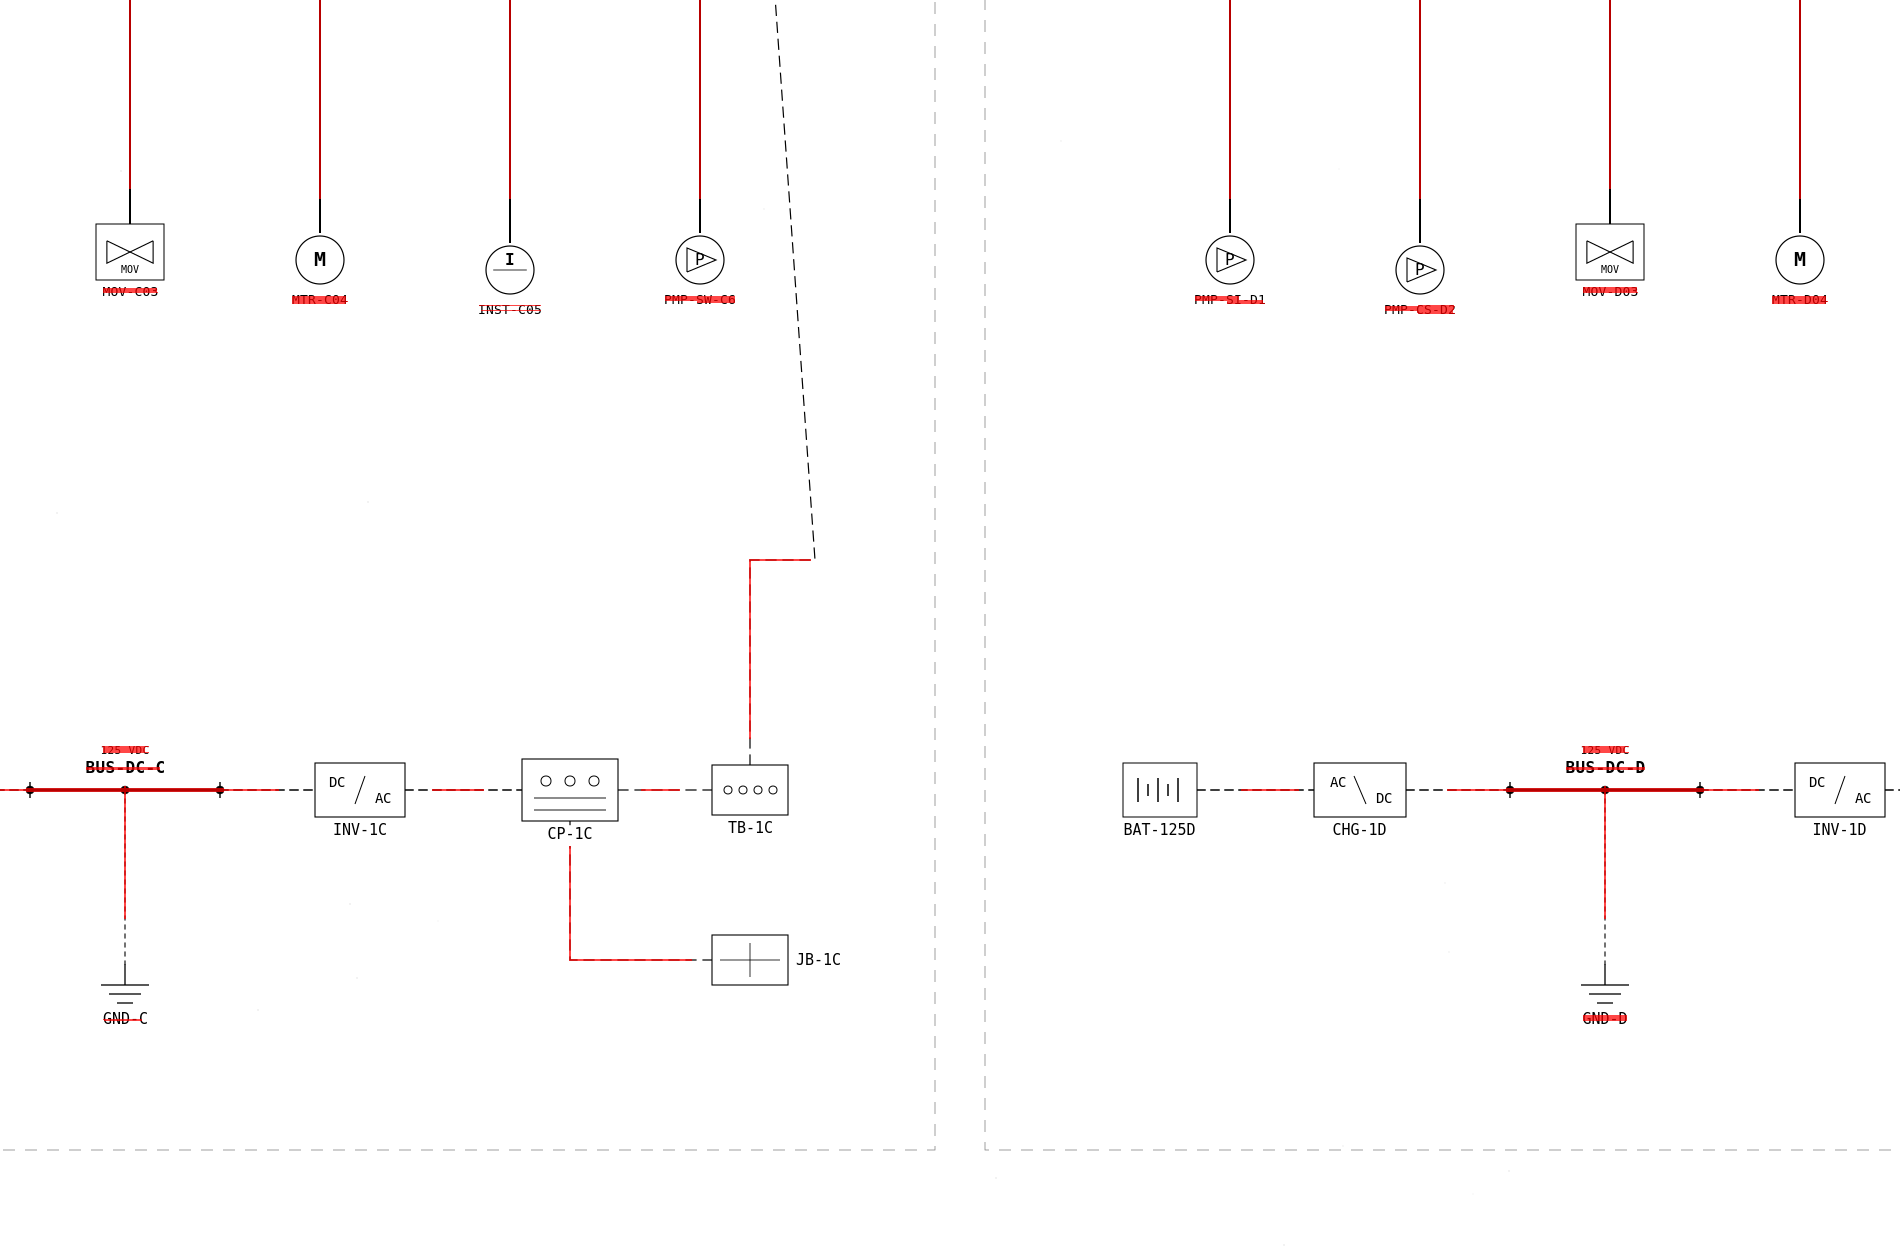 MOV
MOV-C03
M
MTR-C04
I
INST-C05
P
PMP-SW-C6
P
PMP-SI-D1
P
PMP-CS-D2
MOV
MOV-D03
M
MTR-D04
125 VDC
BUS-DC-C
DC
AC
INV-1C
CP-1C
TB-1C
JB-1C
GND-C
BAT-125D
AC
DC
CHG-1D
125 VDC
BUS-DC-D
DC
AC
INV-1D
GND-D